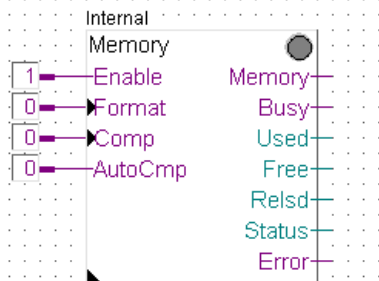 Internal
Memory
1 Enable Memory
0 Format Busy
0 Comp Used
0 AutoCmp Free
Relsd
Status
Error